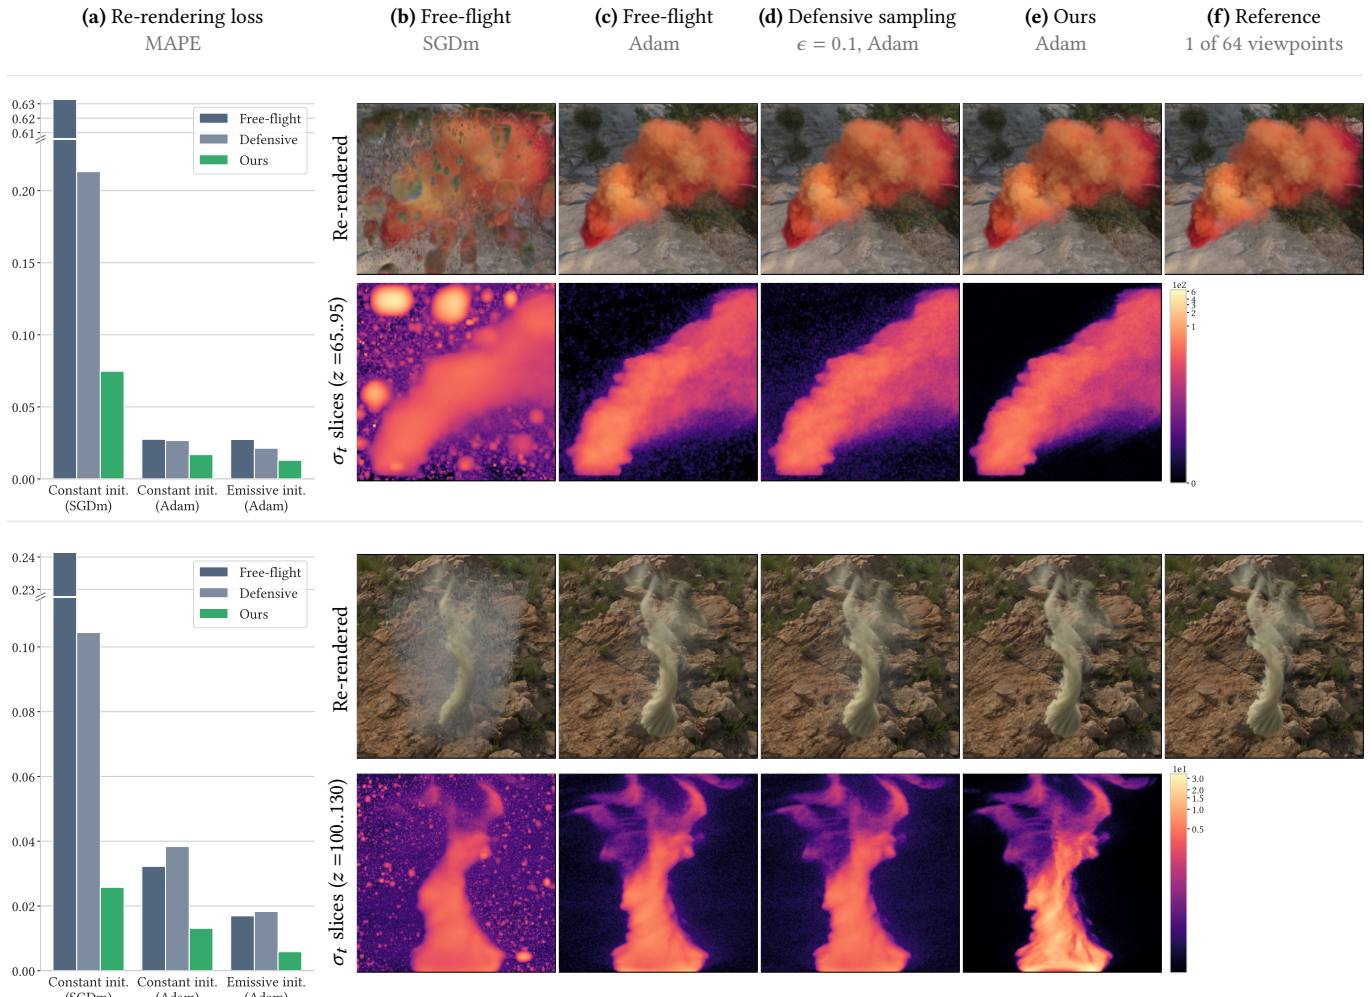 (a) Re-rendering loss
MAPE
(b) Free-flight
SGDm
(c) Free-flight
Adam
(d) Defensive sampling
ϵ = 0.1, Adam
(e) Ours
Adam
(f) Reference
1 of 64 viewpoints
0.63
0.62
0.61
0.20
0.15
0.10
0.05
0.00
Free-flight
Defensive
Ours
Constant init.
(SGDm)
Constant init.
(Adam)
Emissive init.
(Adam)
Re-rendered
σt slices (z =65..95)
1e2
6
4
3
2
1
0
0.24
0.23
0.10
0.08
0.06
0.04
0.02
0.00
Free-flight
Defensive
Ours
Constant init.
(SGDm)
Constant init.
(Adam)
Emissive init.
(Adam)
Re-rendered
σt slices (z =100..130)
1e1
3.0
2.0
1.5
1.0
0.5